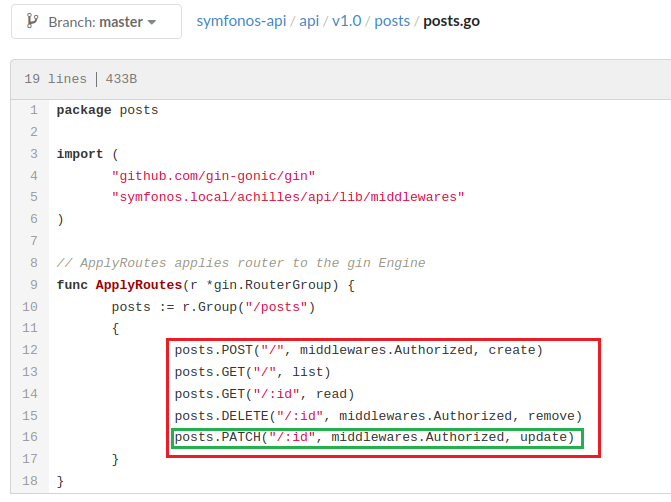 Branch: master symfonos-api / api / v1.0 / posts / posts.go
19 lines | 433B
1 package posts
2
3 import (
4 "github.com/gin-gonic/gin"
5 "symfonos.local/achilles/api/lib/middlewares"
6 )
7
8 // ApplyRoutes applies router to the gin Engine
9 func ApplyRoutes(r *gin.RouterGroup) {
10 posts := r.Group("/posts")
11 {
12 posts.POST("/", middlewares.Authorized, create)
13 posts.GET("/", list)
14 posts.GET("/:id", read)
15 posts.DELETE("/:id", middlewares.Authorized, remove)
16 posts.PATCH("/:id", middlewares.Authorized, update)
17 }
18 }